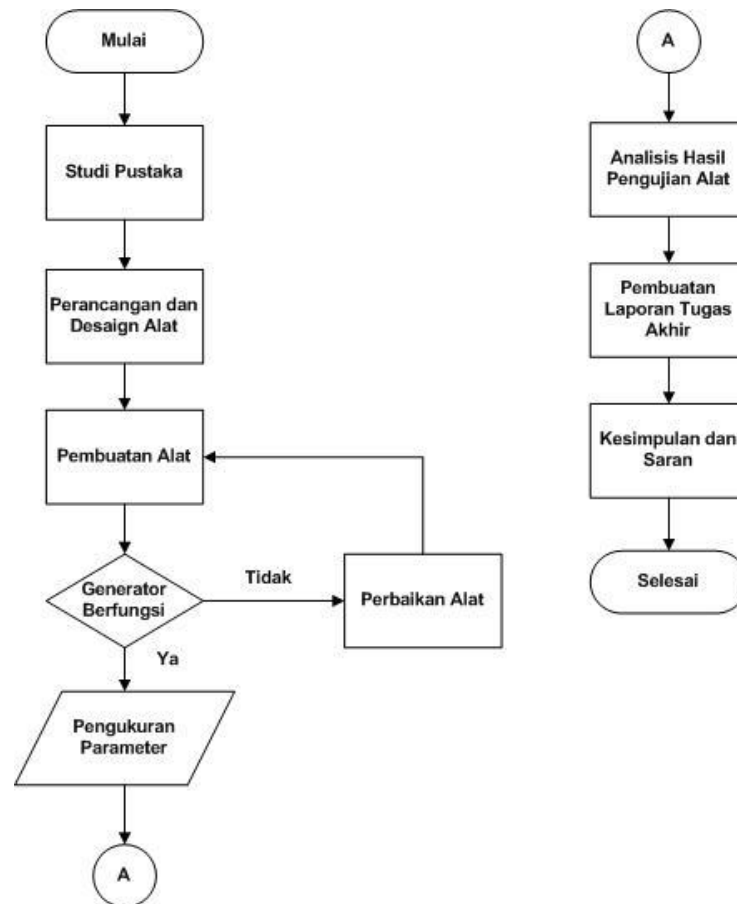 Mulai
Studi Pustaka
Perancangan dan
Desaign Alat
Pembuatan Alat
Generator
Berfungsi
Tidak
Perbaikan Alat
Ya
Pengukuran
Parameter
A
A
Analisis Hasil
Pengujian Alat
Pembuatan
Laporan Tugas
Akhir
Kesimpulan dan
Saran
Selesai